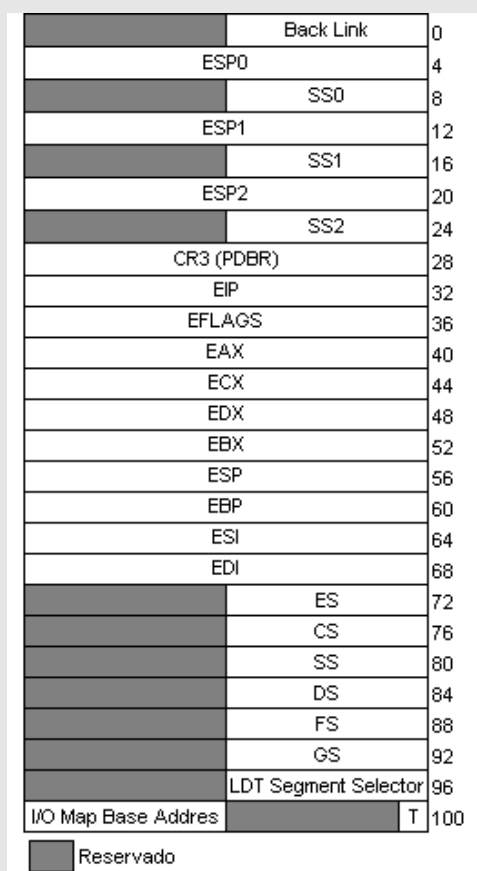 Back Link 0
ESP0 4
SS0 8
ESP1 12
SS1 16
ESP2 20
SS2 24
CR3 (PDBR) 28
EIP 32
EFLAGS 36
EAX 40
ECX 44
EDX 48
EBX 52
ESP 56
EBP 60
ESI 64
EDI 68
ES 72
CS 76
SS 80
DS 84
FS 88
GS 92
LDT Segment Selector 96
I/O Map Base Addres T 100
Reservado